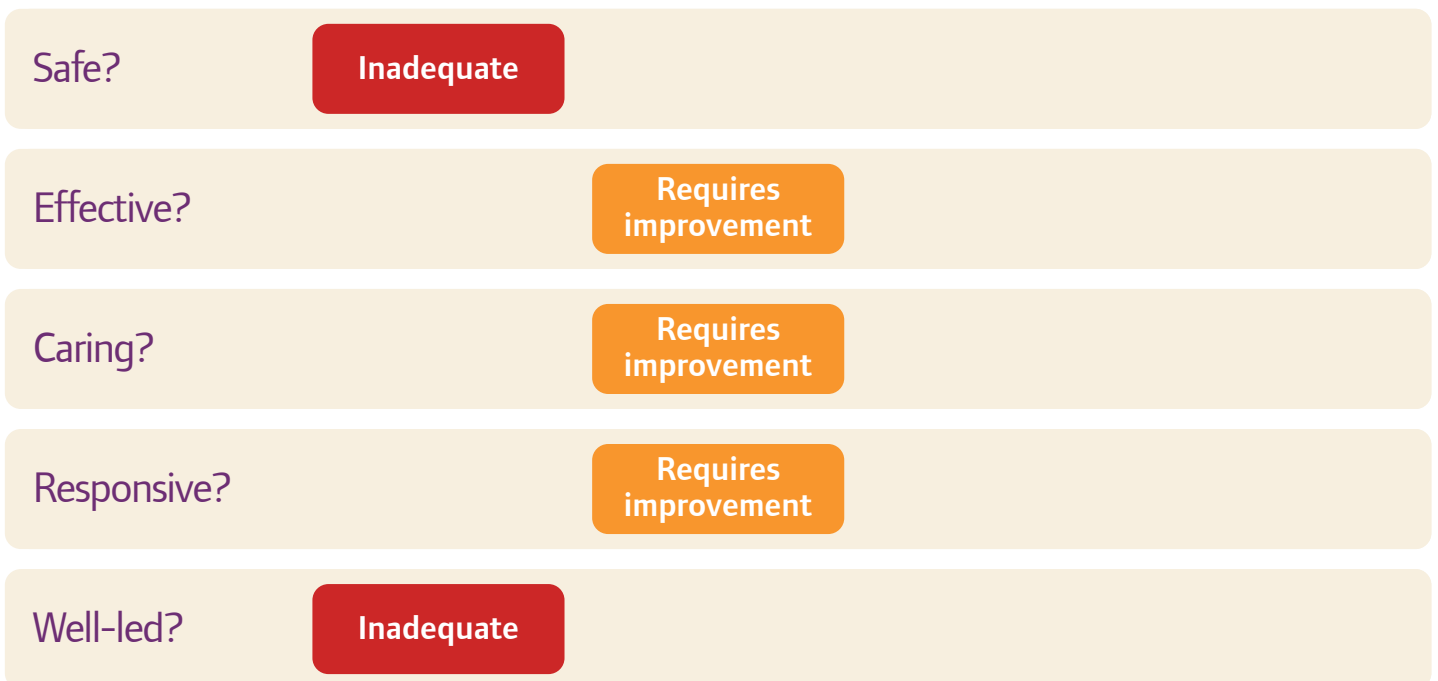 Safe?
Inadequate
Effective?
Requires
improvement
Caring?
Requires
improvement
Responsive?
Requires
improvement
Well-led?
Inadequate